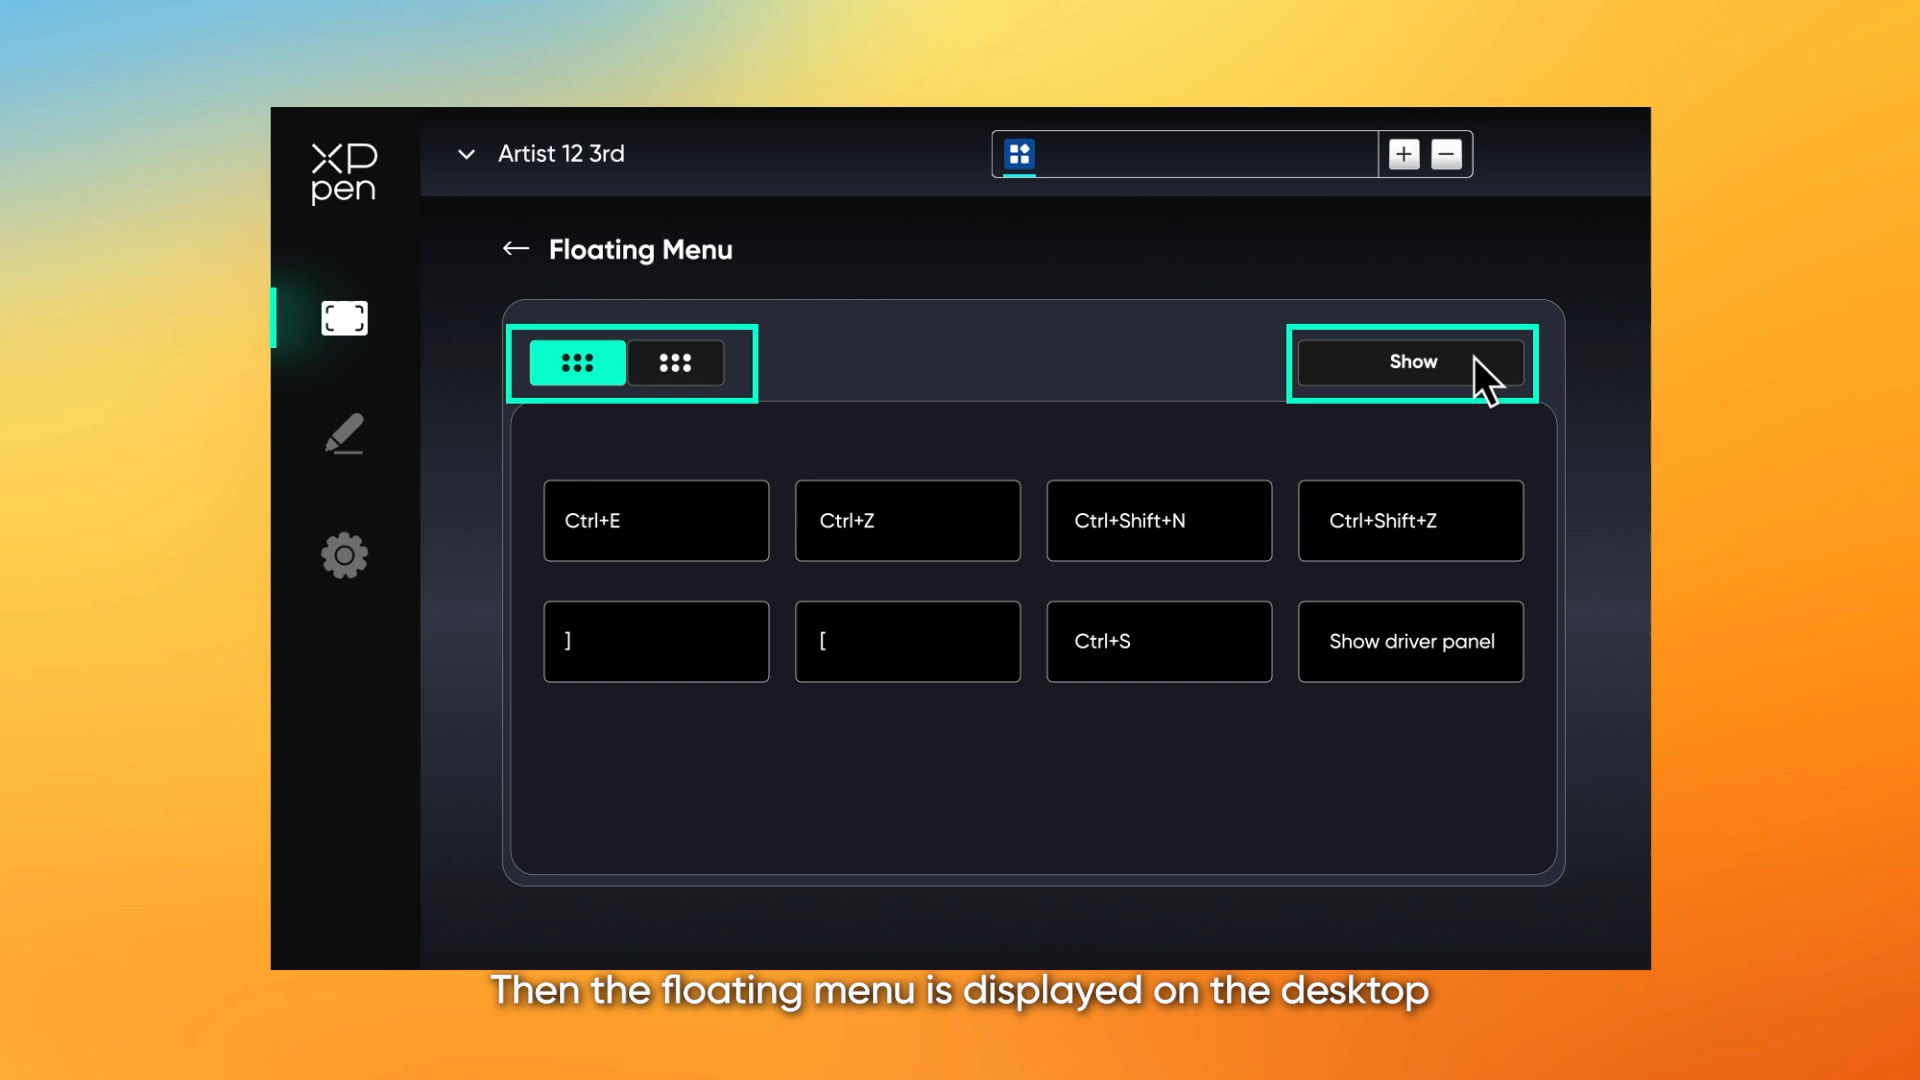 XP
pen
Artist 12 3rd
Floating Menu
Show
Ctrl+E
Ctrl+Z
Ctrl+Shift+N
Ctrl+Shift+Z
]
[
Ctrl+S
Show driver panel
Then the floating menu is displayed on the desktop